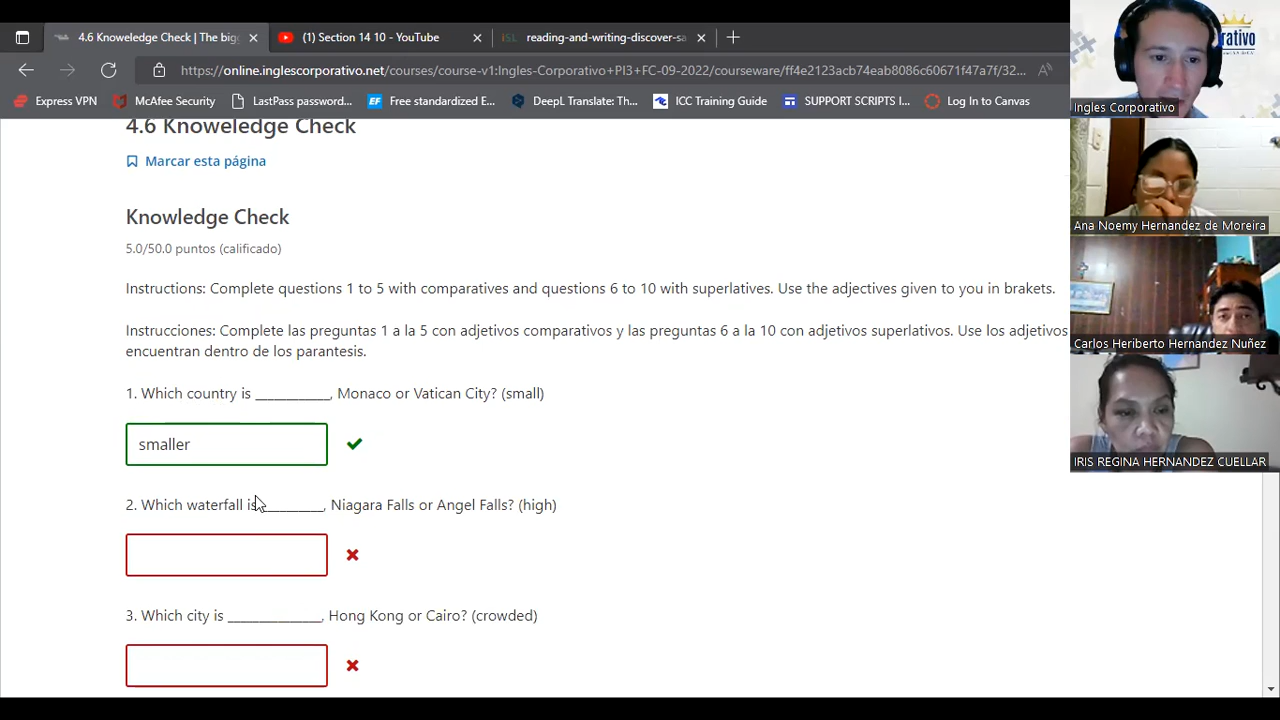 4.6 Knoweledge Check | The big
(1) Section 14 10 - YouTube
reading-and-writing-discover-sa
https://online.inglescorporativo.net/courses/course-v1:Ingles-Corporativo+PI3+FC-09-2022/courseware/ff4e2123acb74eab8086c60671f47a7f/32...
Express VPN
McAfee Security
LastPass password...
Free standardized E...
DeepL Translate: Th...
ICC Training Guide
SUPPORT SCRIPTS I...
Log In to Canvas
4.6 Knoweledge Check
Marcar esta página
Knowledge Check
5.0/50.0 puntos (calificado)
Instructions: Complete questions 1 to 5 with comparatives and questions 6 to 10 with superlatives. Use the adjectives given to you in brakets.
Instrucciones: Complete las preguntas 1 a la 5 con adjetivos comparativos y las preguntas 6 a la 10 con adjetivos superlativos. Use los adjetivos
encuentran dentro de los parantesis.
1. Which country is ___________, Monaco or Vatican City? (small)
smaller
2. Which waterfall is __________, Niagara Falls or Angel Falls? (high)
3. Which city is ______________, Hong Kong or Cairo? (crowded)
Ingles Corporativo
Ana Noemy Hernandez de Moreira
Carlos Heriberto Hernandez Nuñez
IRIS REGINA HERNANDEZ CUELLAR